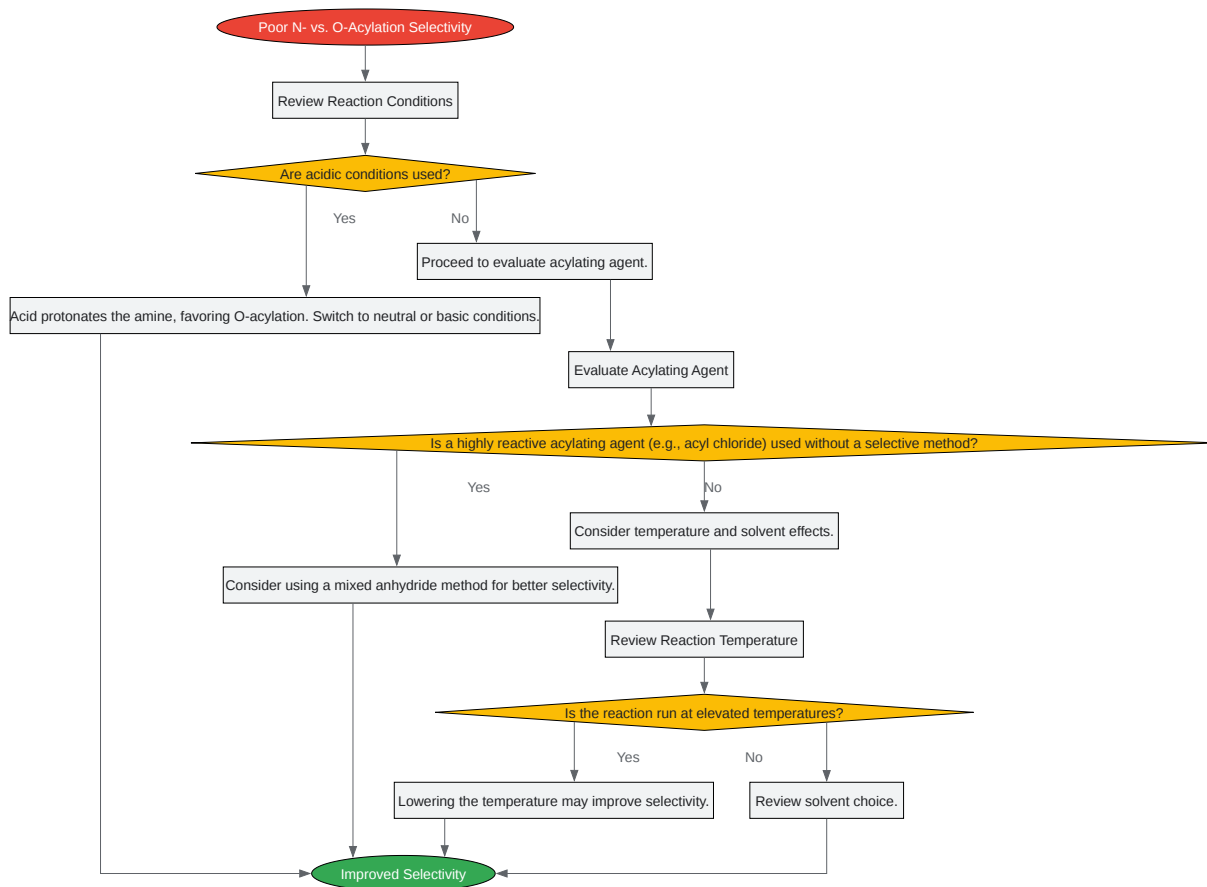 Poor N- vs. O-Acylation Selectivity
Review Reaction Conditions
Are acidic conditions used?
Yes
No
Proceed to evaluate acylating agent.
Acid protonates the amine, favoring O-acylation. Switch to neutral or basic conditions.
Evaluate Acylating Agent
Is a highly reactive acylating agent (e.g., acyl chloride) used without a selective method?
Yes
No
Consider temperature and solvent effects.
Consider using a mixed anhydride method for better selectivity.
Review Reaction Temperature
Is the reaction run at elevated temperatures?
Yes
No
Lowering the temperature may improve selectivity.
Review solvent choice.
Improved Selectivity